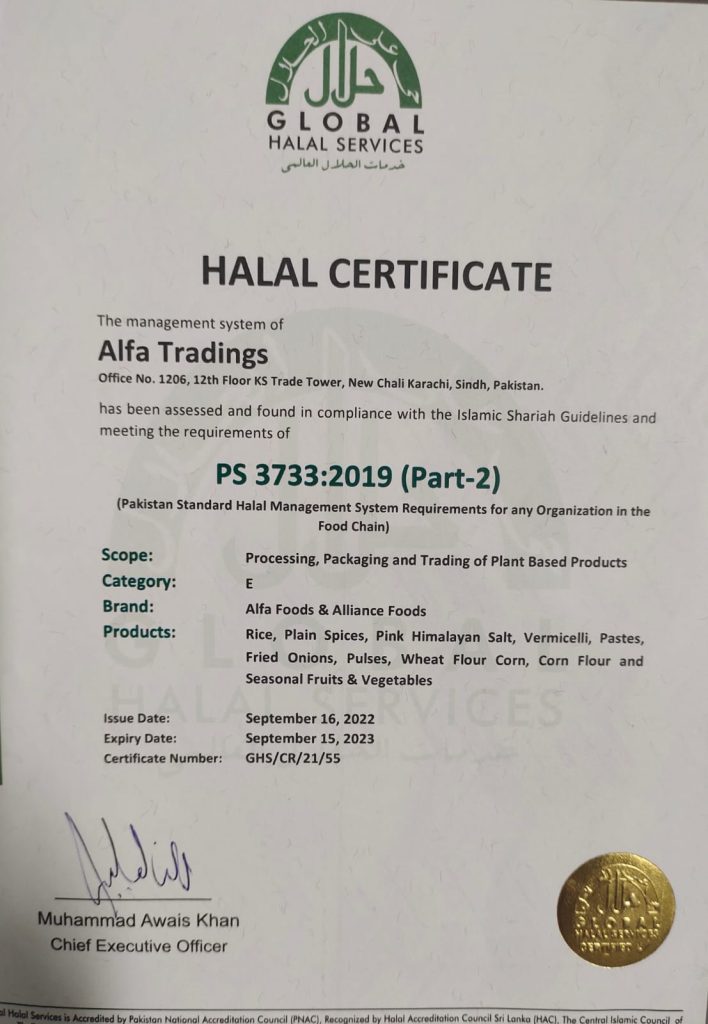 على الحلال
حلال
GLOBAL
HALAL SERVICES
خدمات الحلال العالمي
HALAL CERTIFICATE
The management system of
Alfa Tradings
Office No. 1206, 12th Floor KS Trade Tower, New Chali Karachi, Sindh, Pakistan.
has been assessed and found in compliance with the Islamic Shariah Guidelines and
meeting the requirements of
PS 3733:2019 (Part-2)
(Pakistan Standard Halal Management System Requirements for any Organization in the
Food Chain)
Scope: Processing, Packaging and Trading of Plant Based Products
Category: E
Brand: Alfa Foods & Alliance Foods
Products: Rice, Plain Spices, Pink Himalayan Salt, Vermicelli, Pastes,
Fried Onions, Pulses, Wheat Flour Corn, Corn Flour and
Seasonal Fruits & Vegetables
Issue Date: September 16, 2022
Expiry Date: September 15, 2023
Certificate Number: GHS/CR/21/55
Muhammad Awais Khan
Chief Executive Officer
GLOBAL
HALAL SERVICES
CERTIFIED
al Halal Services is Accredited by Pakistan National Accreditation Council (PNAC), Recognized by Halal Accreditation Council Sri Lanka (HAC), The Central Islamic Council of